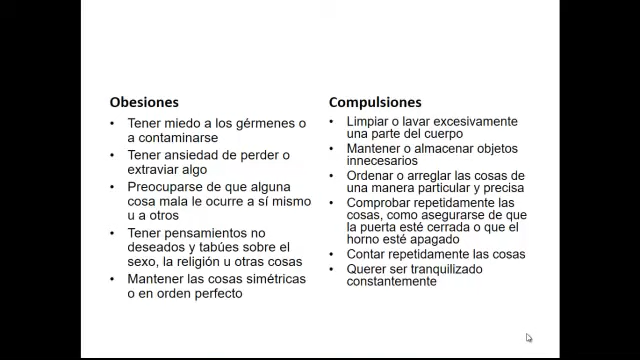 Obesiones
• Tener miedo a los gérmenes o
a contaminarse
• Tener ansiedad de perder o
extraviar algo
• Preocuparse de que alguna
cosa mala le ocurre a sí mismo
u a otros
• Tener pensamientos no
deseados y tabúes sobre el
sexo, la religión u otras cosas
• Mantener las cosas simétricas
o en orden perfecto
Compulsiones
• Limpiar o lavar excesivamente
una parte del cuerpo
• Mantener o almacenar objetos
innecesarios
• Ordenar o arreglar las cosas de
una manera particular y precisa
• Comprobar repetidamente las
cosas, como asegurarse de que
la puerta esté cerrada o que el
horno esté apagado
• Contar repetidamente las cosas
• Querer ser tranquilizado
constantemente